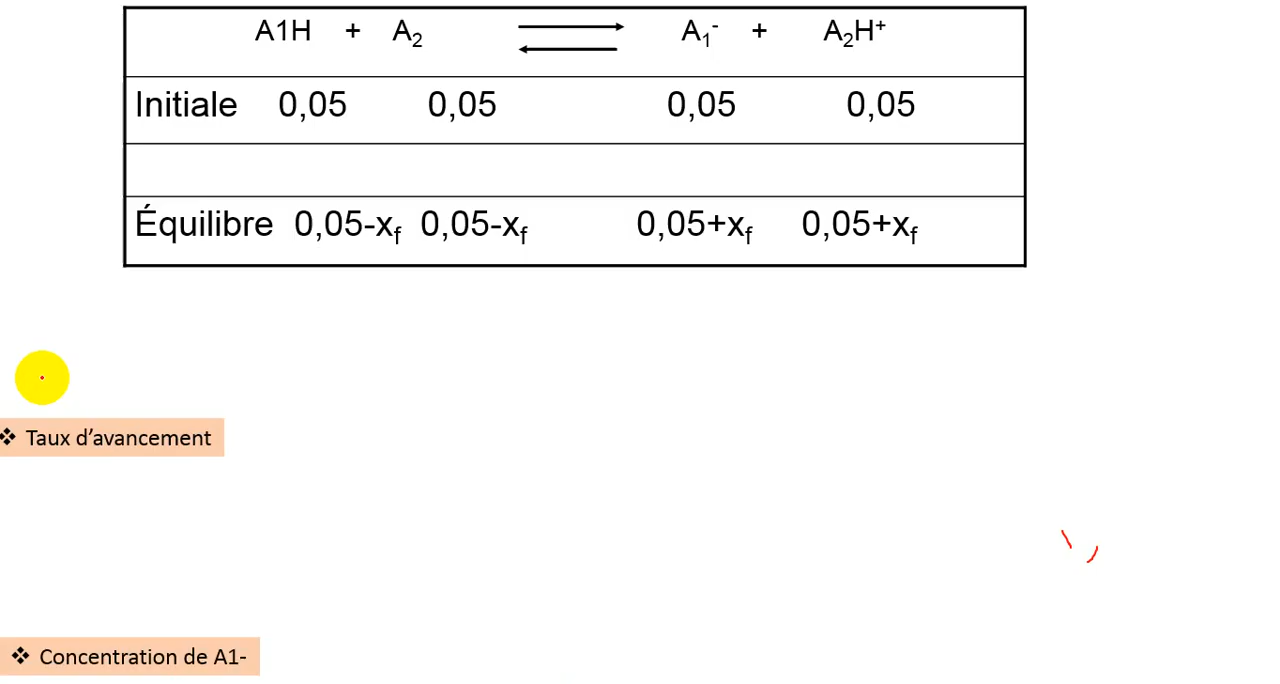 A1H + A₂ A₁⁻ + A₂H⁺
Initiale 0,05 0,05 0,05 0,05
Équilibre 0,05-xf 0,05-xf 0,05+xf 0,05+xf
❖ Taux d’avancement
❖ Concentration de A1-